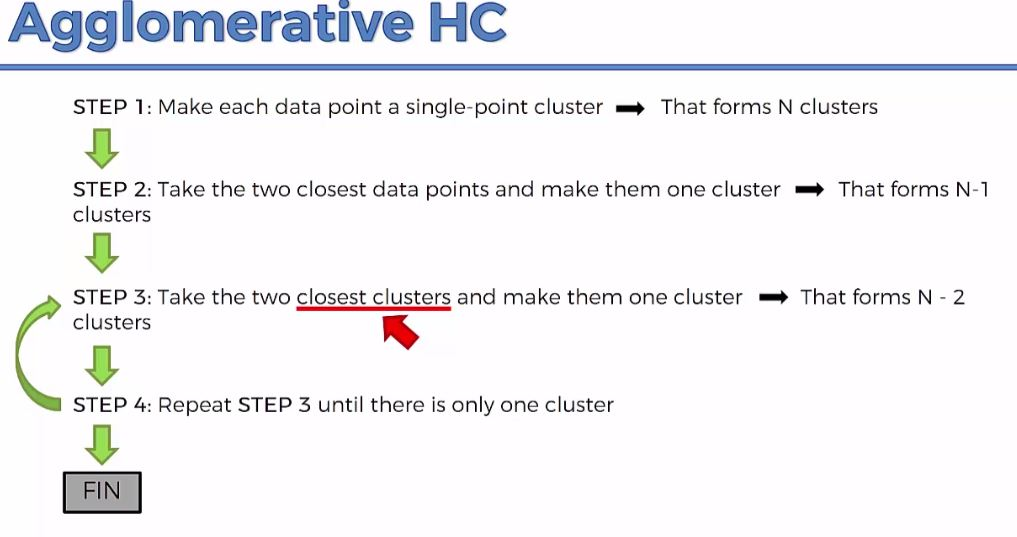 Agglomerative HC
STEP 1: Make each data point a single-point cluster ➡ That forms N clusters
STEP 2: Take the two closest data points and make them one cluster ➡ That forms N-1
clusters
STEP 3: Take the two closest clusters and make them one cluster ➡ That forms N - 2
clusters
STEP 4: Repeat STEP 3 until there is only one cluster
FIN